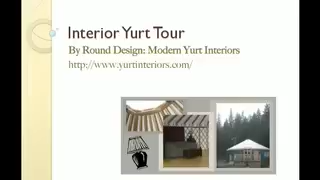 Interior Yurt Tour
By Round Design: Modern Yurt Interiors
http://www.yurtinteriors.com/